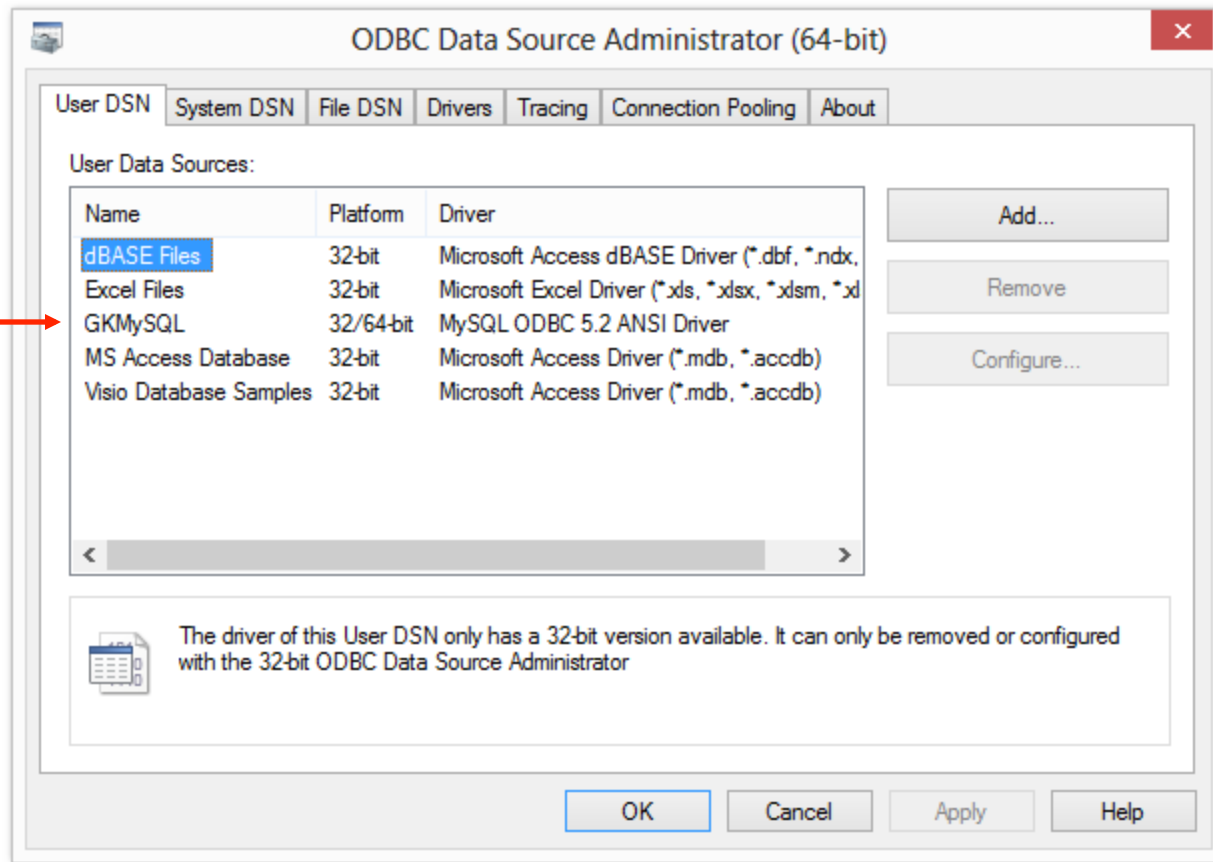 ODBC Data Source Administrator (64-bit)
User DSN System DSN File DSN Drivers Tracing Connection Pooling About
User Data Sources:
Name Platform Driver
dBASE Files 32-bit Microsoft Access dBASE Driver (*.dbf, *.ndx,
Excel Files 32-bit Microsoft Excel Driver (*.xls, *.xlsx, *.xlsm, *.xl
GKMySQL 32/64-bit MySQL ODBC 5.2 ANSI Driver
MS Access Database 32-bit Microsoft Access Driver (*.mdb, *.accdb)
Visio Database Samples 32-bit Microsoft Access Driver (*.mdb, *.accdb)
Add...
Remove
Configure...
The driver of this User DSN only has a 32-bit version available. It can only be removed or configured
with the 32-bit ODBC Data Source Administrator
OK Cancel Apply Help